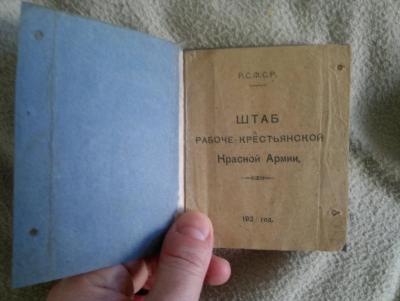 Р.С.Ф.С.Р.
ШТАБ
РАБОЧЕ-КРЕСТЬЯНСКОЙ
Красной Армии,
192 год.